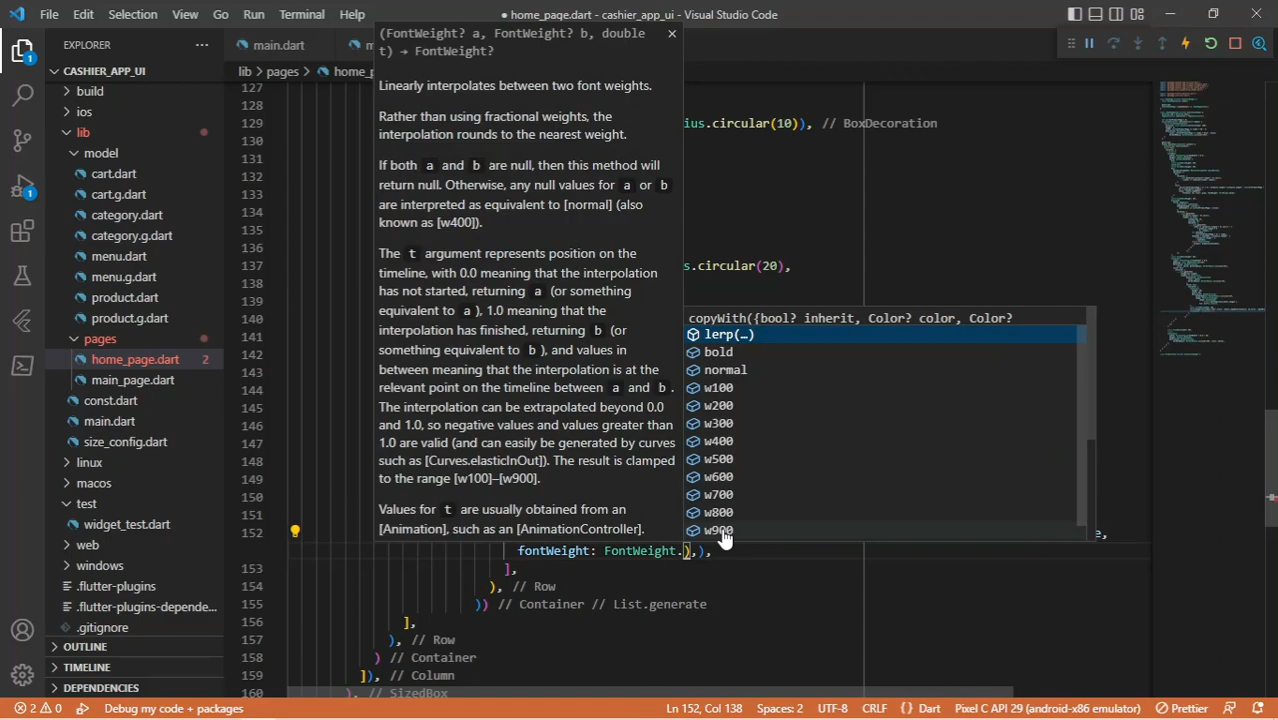 File Edit Selection View Go Run Terminal Help
● home_page.dart - cashier_app_ui - Visual Studio Code
EXPLORER
CASHIER_APP_UI
build
ios
lib
model
cart.dart
cart.g.dart
category.dart
category.g.dart
menu.dart
menu.g.dart
product.dart
product.g.dart
pages
home_page.dart 2
main_page.dart
const.dart
main.dart
size_config.dart
linux
macos
test
widget_test.dart
web
windows
.flutter-plugins
.flutter-plugins-depende...
.gitignore
OUTLINE
TIMELINE
DEPENDENCIES
1
1
main.dart
lib > pages > home_p
127
128
129 ius.circular(10)), // BoxDecoration
130
131
132
133
134
135
136
137 s.circular(20),
138
139
140
141
142
143
144
145
146
147
148
149
150
151
152 e,
fontWeight: FontWeight.),),
153 ],
154 ), // Row
155 )) // Container // List.generate
156 ],
157 ), // Row
158 ) // Container
159 ]), // Column
160 ), // SizedBox
(FontWeight? a, FontWeight? b, double
t) → FontWeight?
Linearly interpolates between two font weights.
Rather than using fractional weights, the
interpolation rounds to the nearest weight.
If both a and b are null, then this method will
return null. Otherwise, any null values for a or b
are interpreted as equivalent to [normal] (also
known as [w400]).
The t argument represents position on the
timeline, with 0.0 meaning that the interpolation
has not started, returning a (or something
equivalent to a ), 1.0 meaning that the
interpolation has finished, returning b (or
something equivalent to b ), and values in
between meaning that the interpolation is at the
relevant point on the timeline between a and b .
The interpolation can be extrapolated beyond 0.0
and 1.0, so negative values and values greater than
1.0 are valid (and can easily be generated by curves
such as [Curves.elasticInOut]). The result is clamped
to the range [w100]–[w900].
Values for t are usually obtained from an
[Animation], such as an [AnimationController].
copyWith({bool? inherit, Color? color, Color?
lerp(…)
bold
normal
w100
w200
w300
w400
w500
w600
w700
w800
w900
2 0 Debug my code + packages
Ln 152, Col 138 Spaces: 2 UTF-8 CRLF {} Dart Pixel C API 29 (android-x86 emulator) Prettier